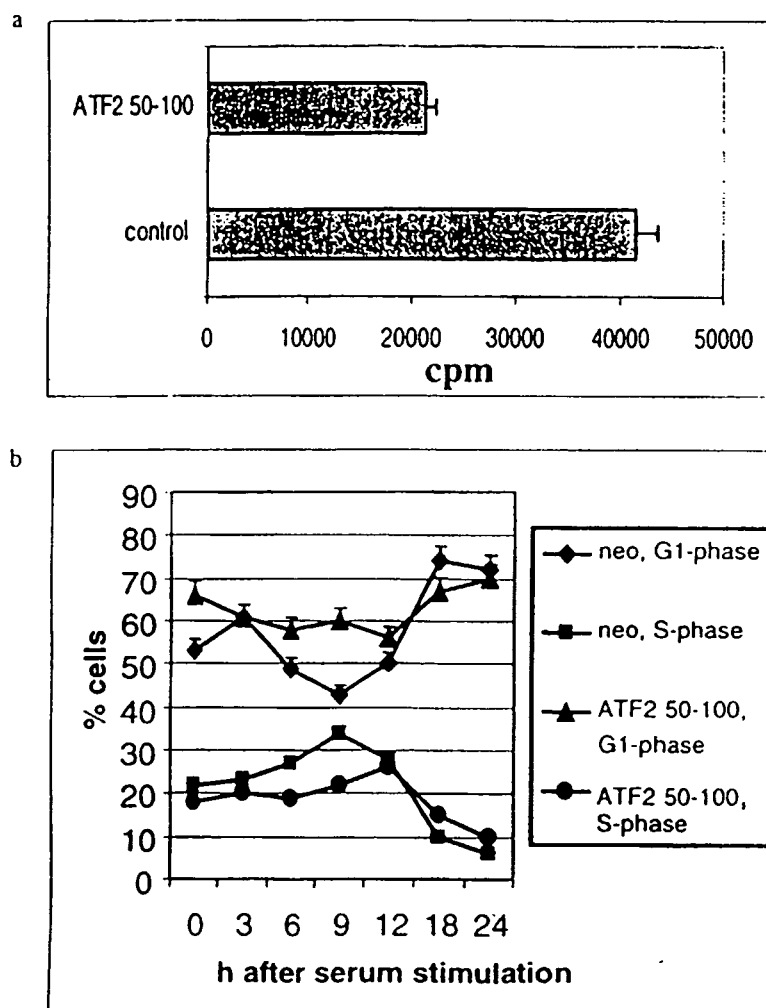 a
ATF2 50-100
control
0 10000 20000 30000 40000 50000
cpm
b
90
80
70
60
50
40
30
20
10
0
% cells
0 3 6 9 12 18 24
h after serum stimulation
neo, G1-phase
neo, S-phase
ATF2 50-100,
G1-phase
ATF2 50-100,
S-phase